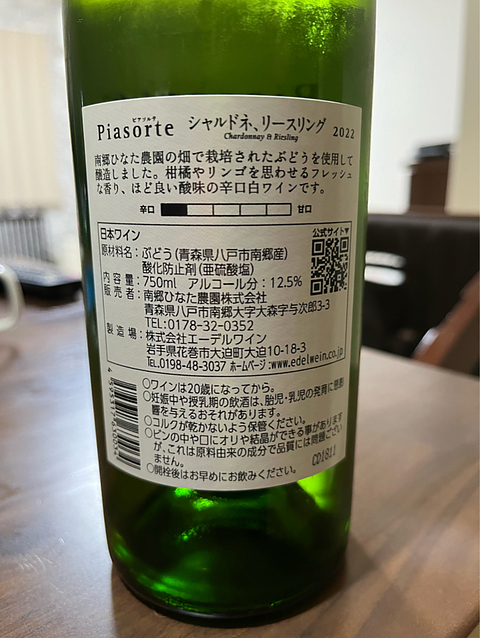 ピアソルテ
Piasorte シャルドネ、リースリング 2022
Chardonnay & Riesling
南郷ひなた農園の畑で栽培されたぶどうを使用して
醸造しました。柑橘やリンゴを思わせるフレッシュ
な香り、ほど良い酸味の辛口白ワインです。
辛口 甘口
日本ワイン
公式サイト▼
原材料名：ぶどう（青森県八戸市南郷産）
酸化防止剤（亜硫酸塩）
内容量：750ml アルコール分：12.5%
販売者：南郷ひなた農園株式会社
青森県八戸市南郷大字大森字与次郎3-3
TEL:0178-32-0352
製造場：株式会社エーデルワイン
岩手県花巻市大迫町大迫10-18-3
Tel.0198-48-3037 ホームページ:www.edelwein.co.jp
○ワインは20歳になってから。
○妊娠中や授乳期の飲酒は、胎児・乳児の発育に悪影
響を与えるおそれがあります。
○コルクが乾かないよう保管ください。
○ビンの中や口にオリや結晶ができる事があります
が、これは原料由来の成分で品質には問題ござい
ません。
○開栓後はお早めにお飲みください。
CD1811